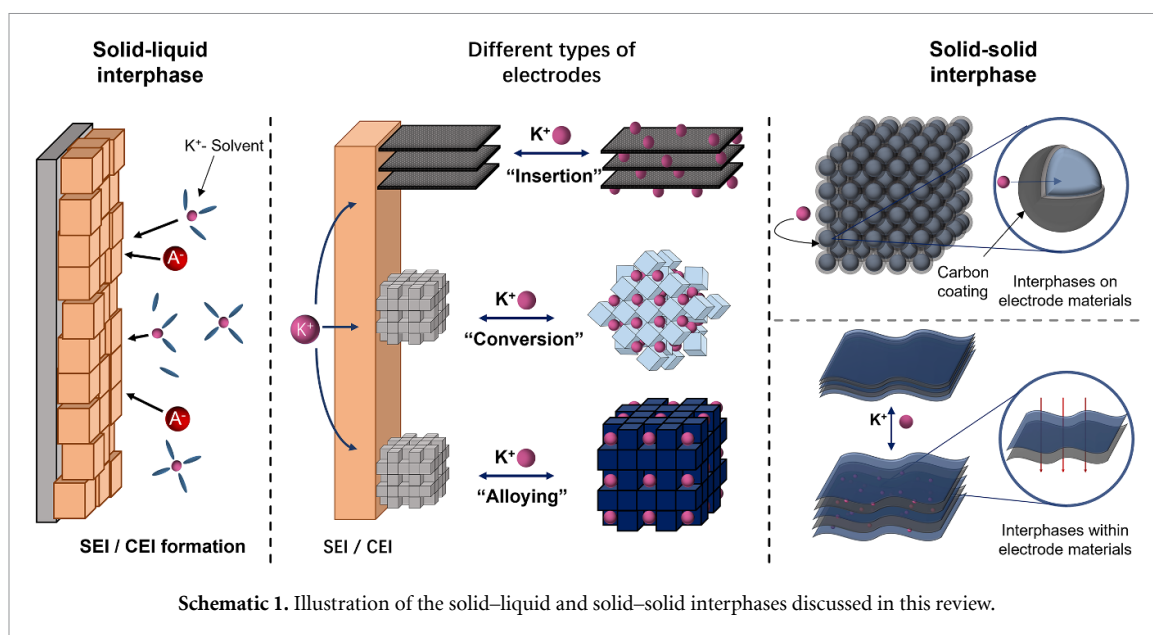 Solid-liquid
interphase
K⁺- Solvent
A⁻
A⁻
SEI / CEI formation
Different types of
electrodes
K⁺
“Insertion”
K⁺
K⁺
“Conversion”
K⁺
“Alloying”
SEI / CEI
Solid-solid
interphase
Carbon
coating
Interphases on
electrode materials
K⁺
Interphases within
electrode materials
Schematic 1. Illustration of the solid–liquid and solid–solid interphases discussed in this review.